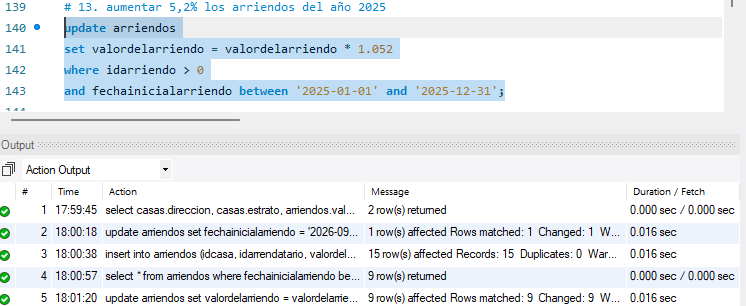 139 # 13. aumentar 5,2% los arriendos del año 2025
140 update arriendos
141 set valordelarriendo = valordelarriendo * 1.052
142 where idarriendo > 0
143 and fechainicialarriendo between '2025-01-01' and '2025-12-31';
Output
Action Output
# Time Action Message Duration / Fetch
1 17:59:45 select casas.direccion, casas.estrato, arriendos.val... 2 row(s) returned 0.000 sec / 0.000 sec
2 18:00:18 update arriendos set fechainicialarriendo = '2026-09... 1 row(s) affected Rows matched: 1 Changed: 1 W... 0.016 sec
3 18:00:38 insert into arriendos (idcasa, idarrendatario, valordel... 15 row(s) affected Records: 15 Duplicates: 0 War... 0.016 sec
4 18:00:57 select * from arriendos where fechainicialarriendo be... 9 row(s) returned 0.000 sec / 0.000 sec
5 18:01:20 update arriendos set valordelarriendo = valordelarrie... 9 row(s) affected Rows matched: 9 Changed: 9 W... 0.016 sec